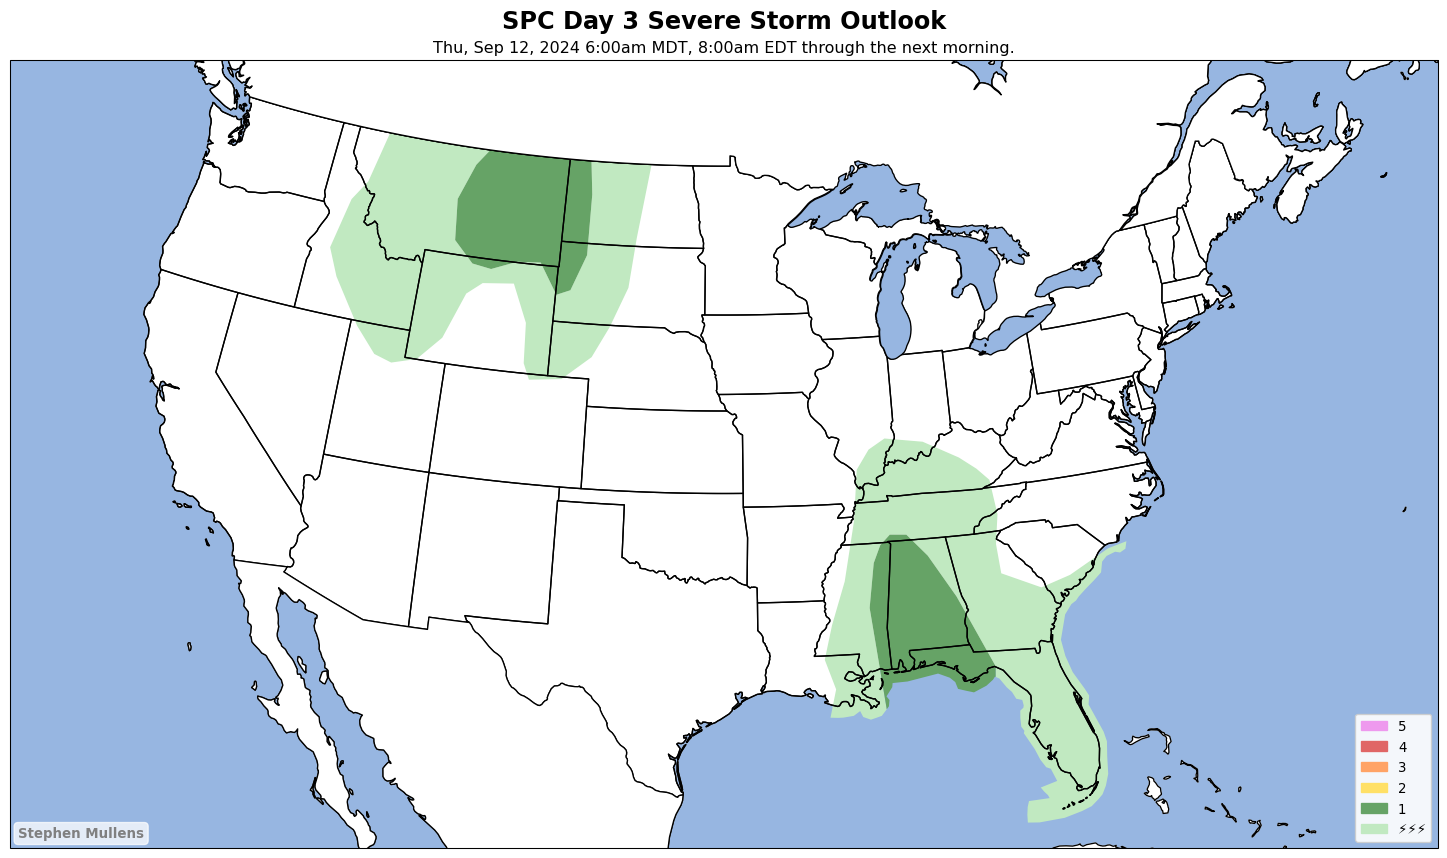 SPC Day 3 Severe Storm Outlook
Thu, Sep 12, 2024 6:00am MDT, 8:00am EDT through the next morning.
5
4
3
2
1
⚡⚡⚡
Stephen Mullens